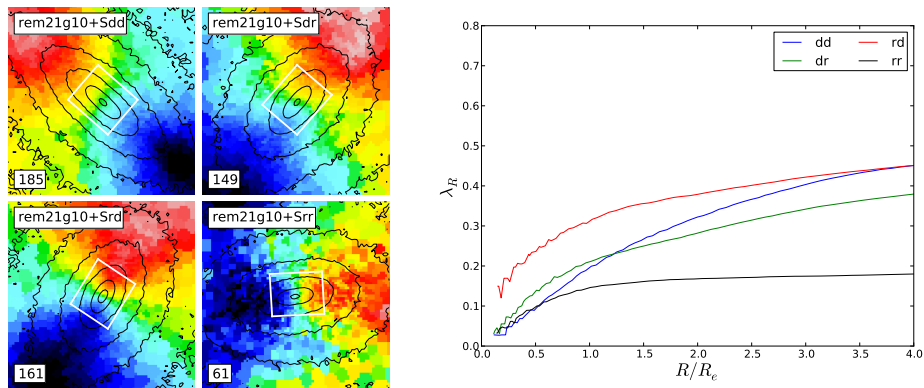 rem21g10+Sdd
185
rem21g10+Sdr
149
rem21g10+Srd
161
rem21g10+Srr
61
0.8
0.7
0.6
0.5
0.4
0.3
0.2
0.1
0.0
λ_R
dd
dr
rd
rr
0.0 0.5 1.0 1.5 2.0 2.5 3.0 3.5 4.0
R/R_e